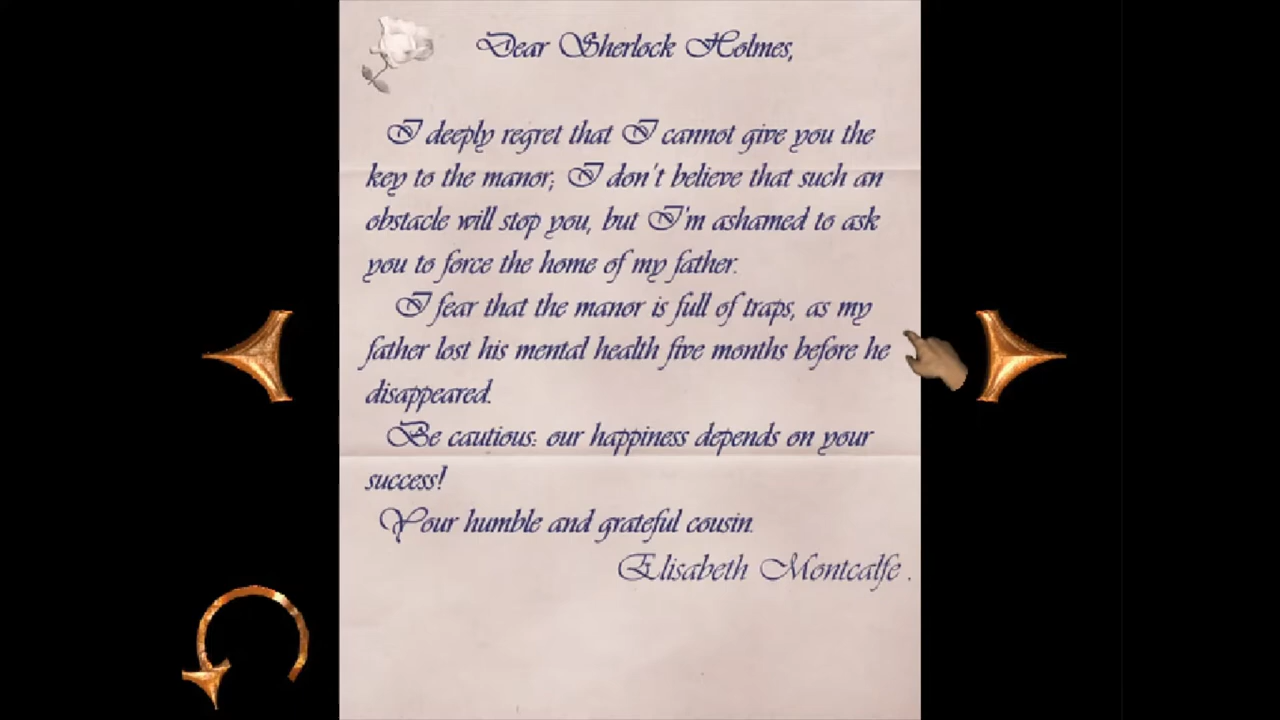 Dear Sherlock Holmes,
I deeply regret that I cannot give you the
key to the manor; I don't believe that such an
obstacle will stop you, but I'm ashamed to ask
you to force the home of my father.
I fear that the manor is full of traps, as my
father lost his mental health five months before he
disappeared.
Be cautious: our happiness depends on your
success!
Your humble and grateful cousin.
Elisabeth Montcalfe .